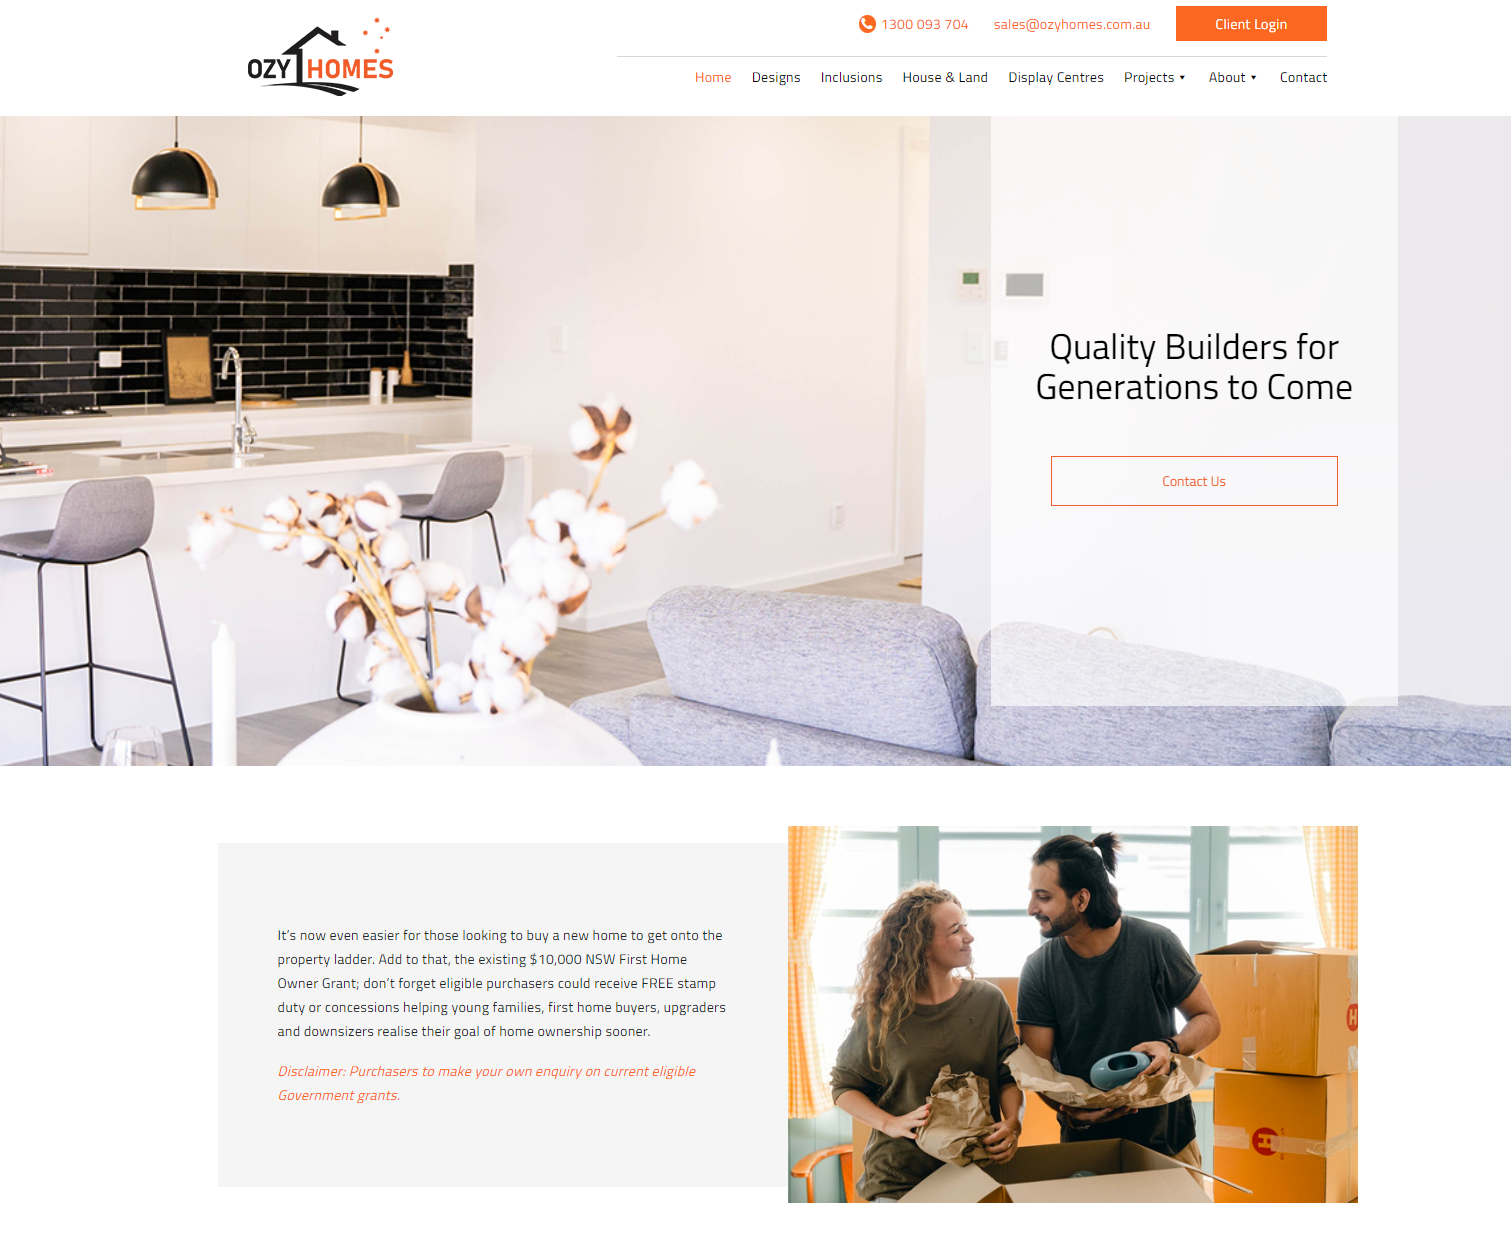 OZY HOMES
1300 093 704
sales@ozyhomes.com.au
Client Login
Home
Designs
Inclusions
House & Land
Display Centres
Projects
About
Contact
Quality Builders for
Generations to Come
Contact Us
It's now even easier for those looking to buy a new home to get onto the
property ladder. Add to that, the existing $10,000 NSW First Home
Owner Grant; don't forget eligible purchasers could receive FREE stamp
duty or concessions helping young families, first home buyers, upgraders
and downsizers realise their goal of home ownership sooner.
Disclaimer: Purchasers to make your own enquiry on current eligible
Government grants.
H
H